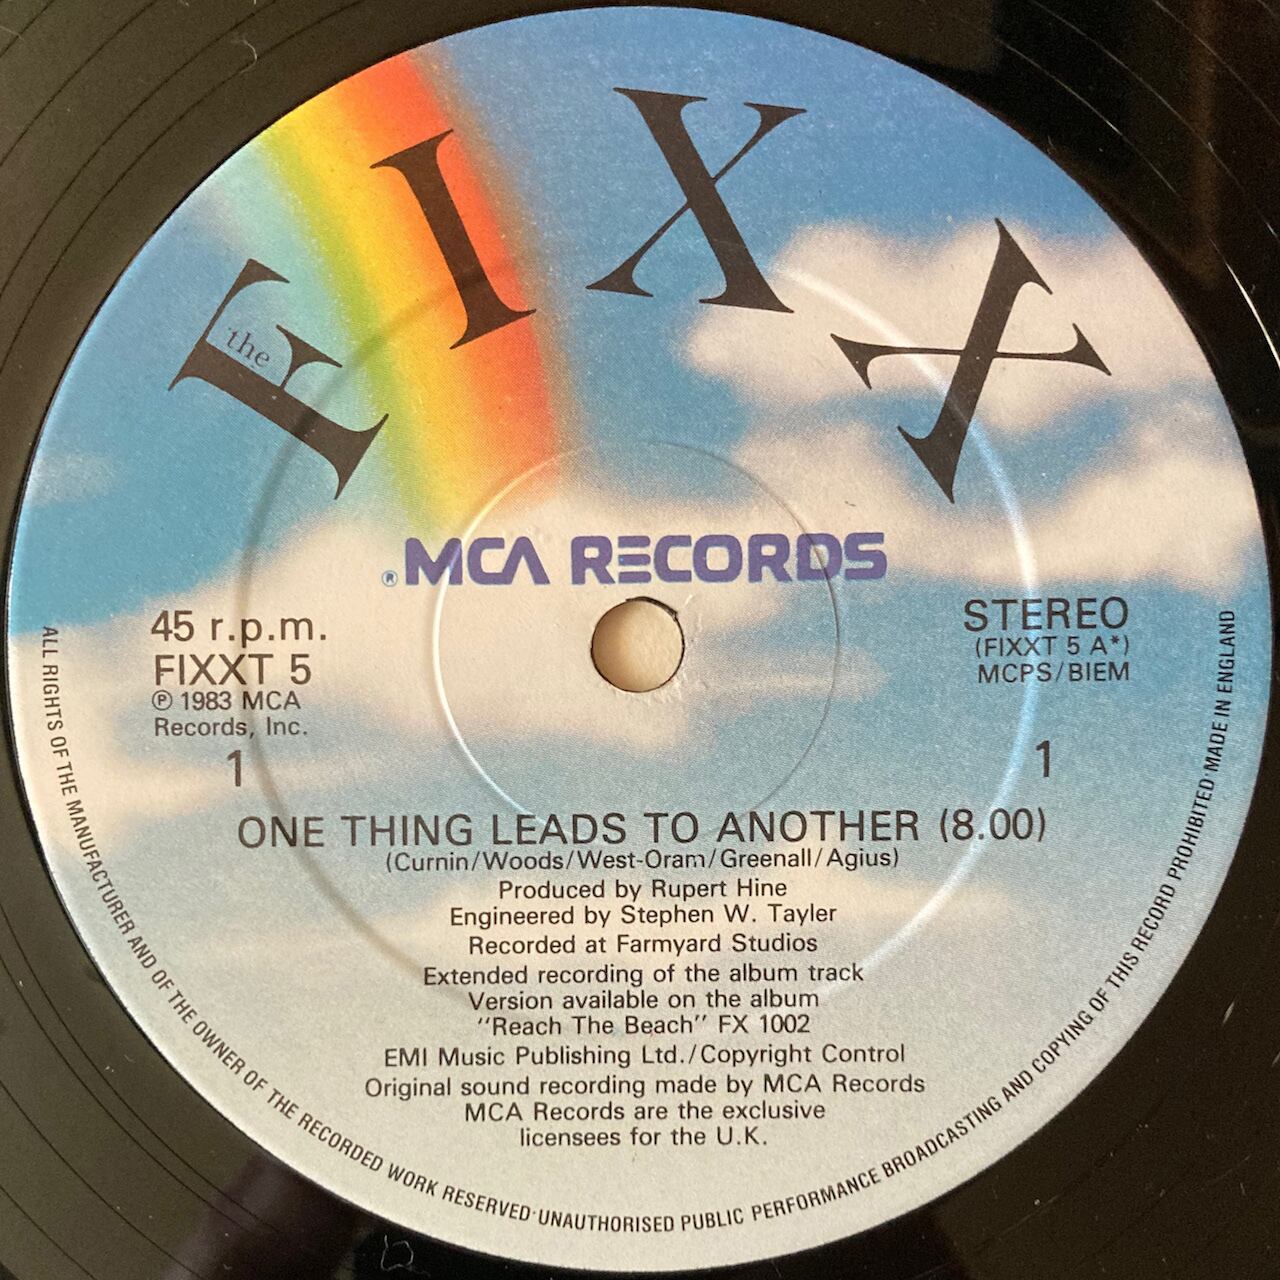 the
FIXX
® MCA RECORDS
45 r.p.m.
FIXXT 5
℗ 1983 MCA
Records, Inc.
1
STEREO
(FIXXT 5 A*)
MCPS/BIEM
1
ONE THING LEADS TO ANOTHER (8.00)
(Curnin/Woods/West-Oram/Greenall/Agius)
Produced by Rupert Hine
Engineered by Stephen W. Tayler
Recorded at Farmyard Studios
Extended recording of the album track
Version available on the album
"Reach The Beach" FX 1002
EMI Music Publishing Ltd./Copyright Control
Original sound recording made by MCA Records
MCA Records are the exclusive
licensees for the U.K.
ALL RIGHTS OF THE MANUFACTURER AND OF THE OWNER OF THE RECORDED WORK RESERVED·UNAUTHORISED PUBLIC PERFORMANCE BROADCASTING AND COPYING OF THIS RECORD PROHIBITED·MADE IN ENGLAND